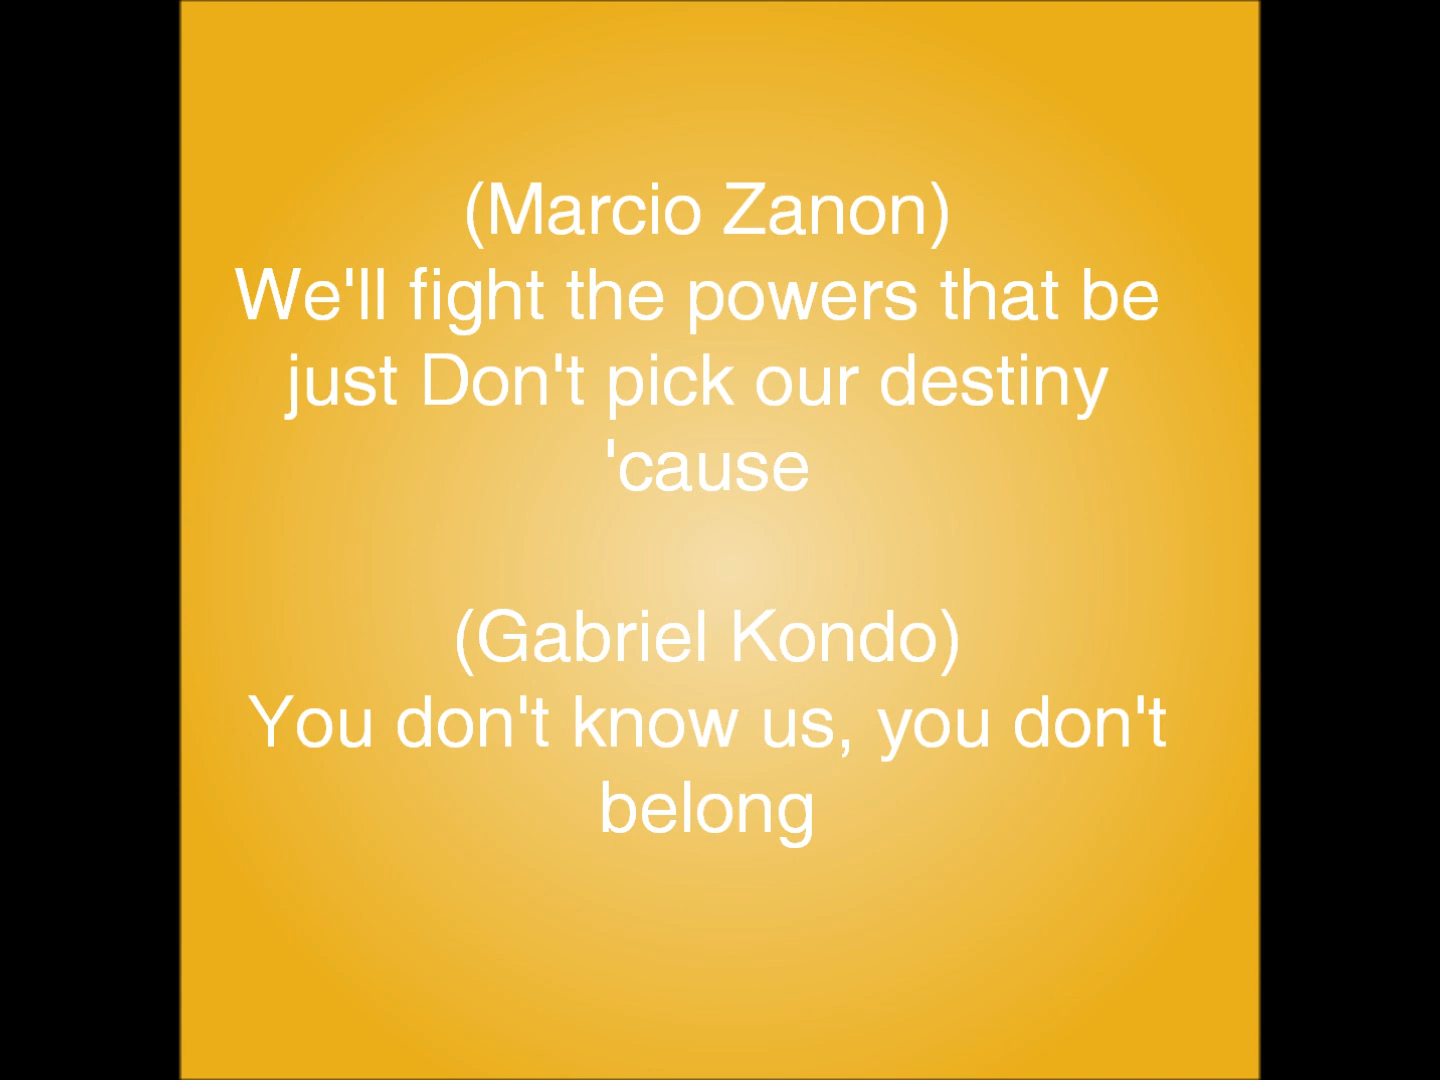 (Marcio Zanon)
We'll fight the powers that be
just Don't pick our destiny
'cause
(Gabriel Kondo)
You don't know us, you don't
belong